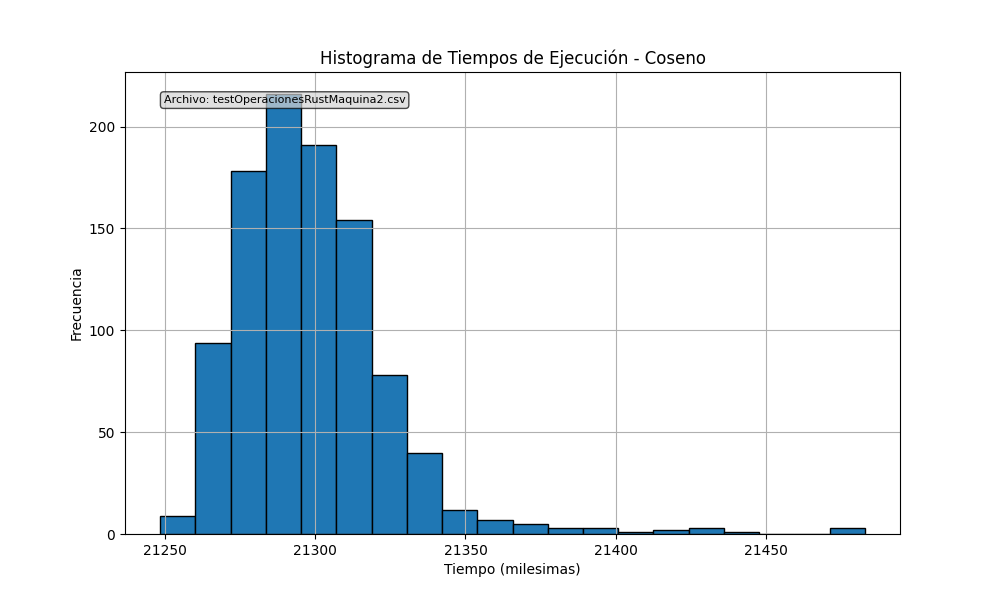 Histograma de Tiempos de Ejecución - Coseno
Archivo: testOperacionesRustMaquina2.csv
Frecuencia
200
150
100
50
0
21250 21300 21350 21400 21450
Tiempo (milesimas)